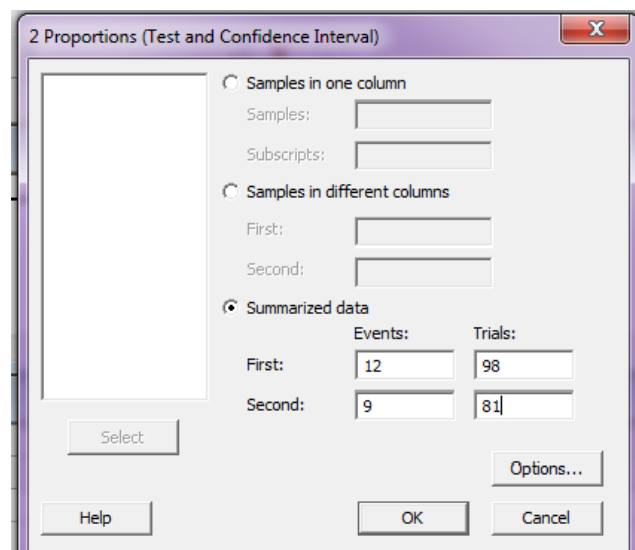 2 Proportions (Test and Confidence Interval)
X
Samples in one column
Samples:
Subscripts:
Samples in different columns
First:
Second:
Summarized data
Events: Trials:
First: 12 98
Second: 9 81
Select
Options...
Help OK Cancel